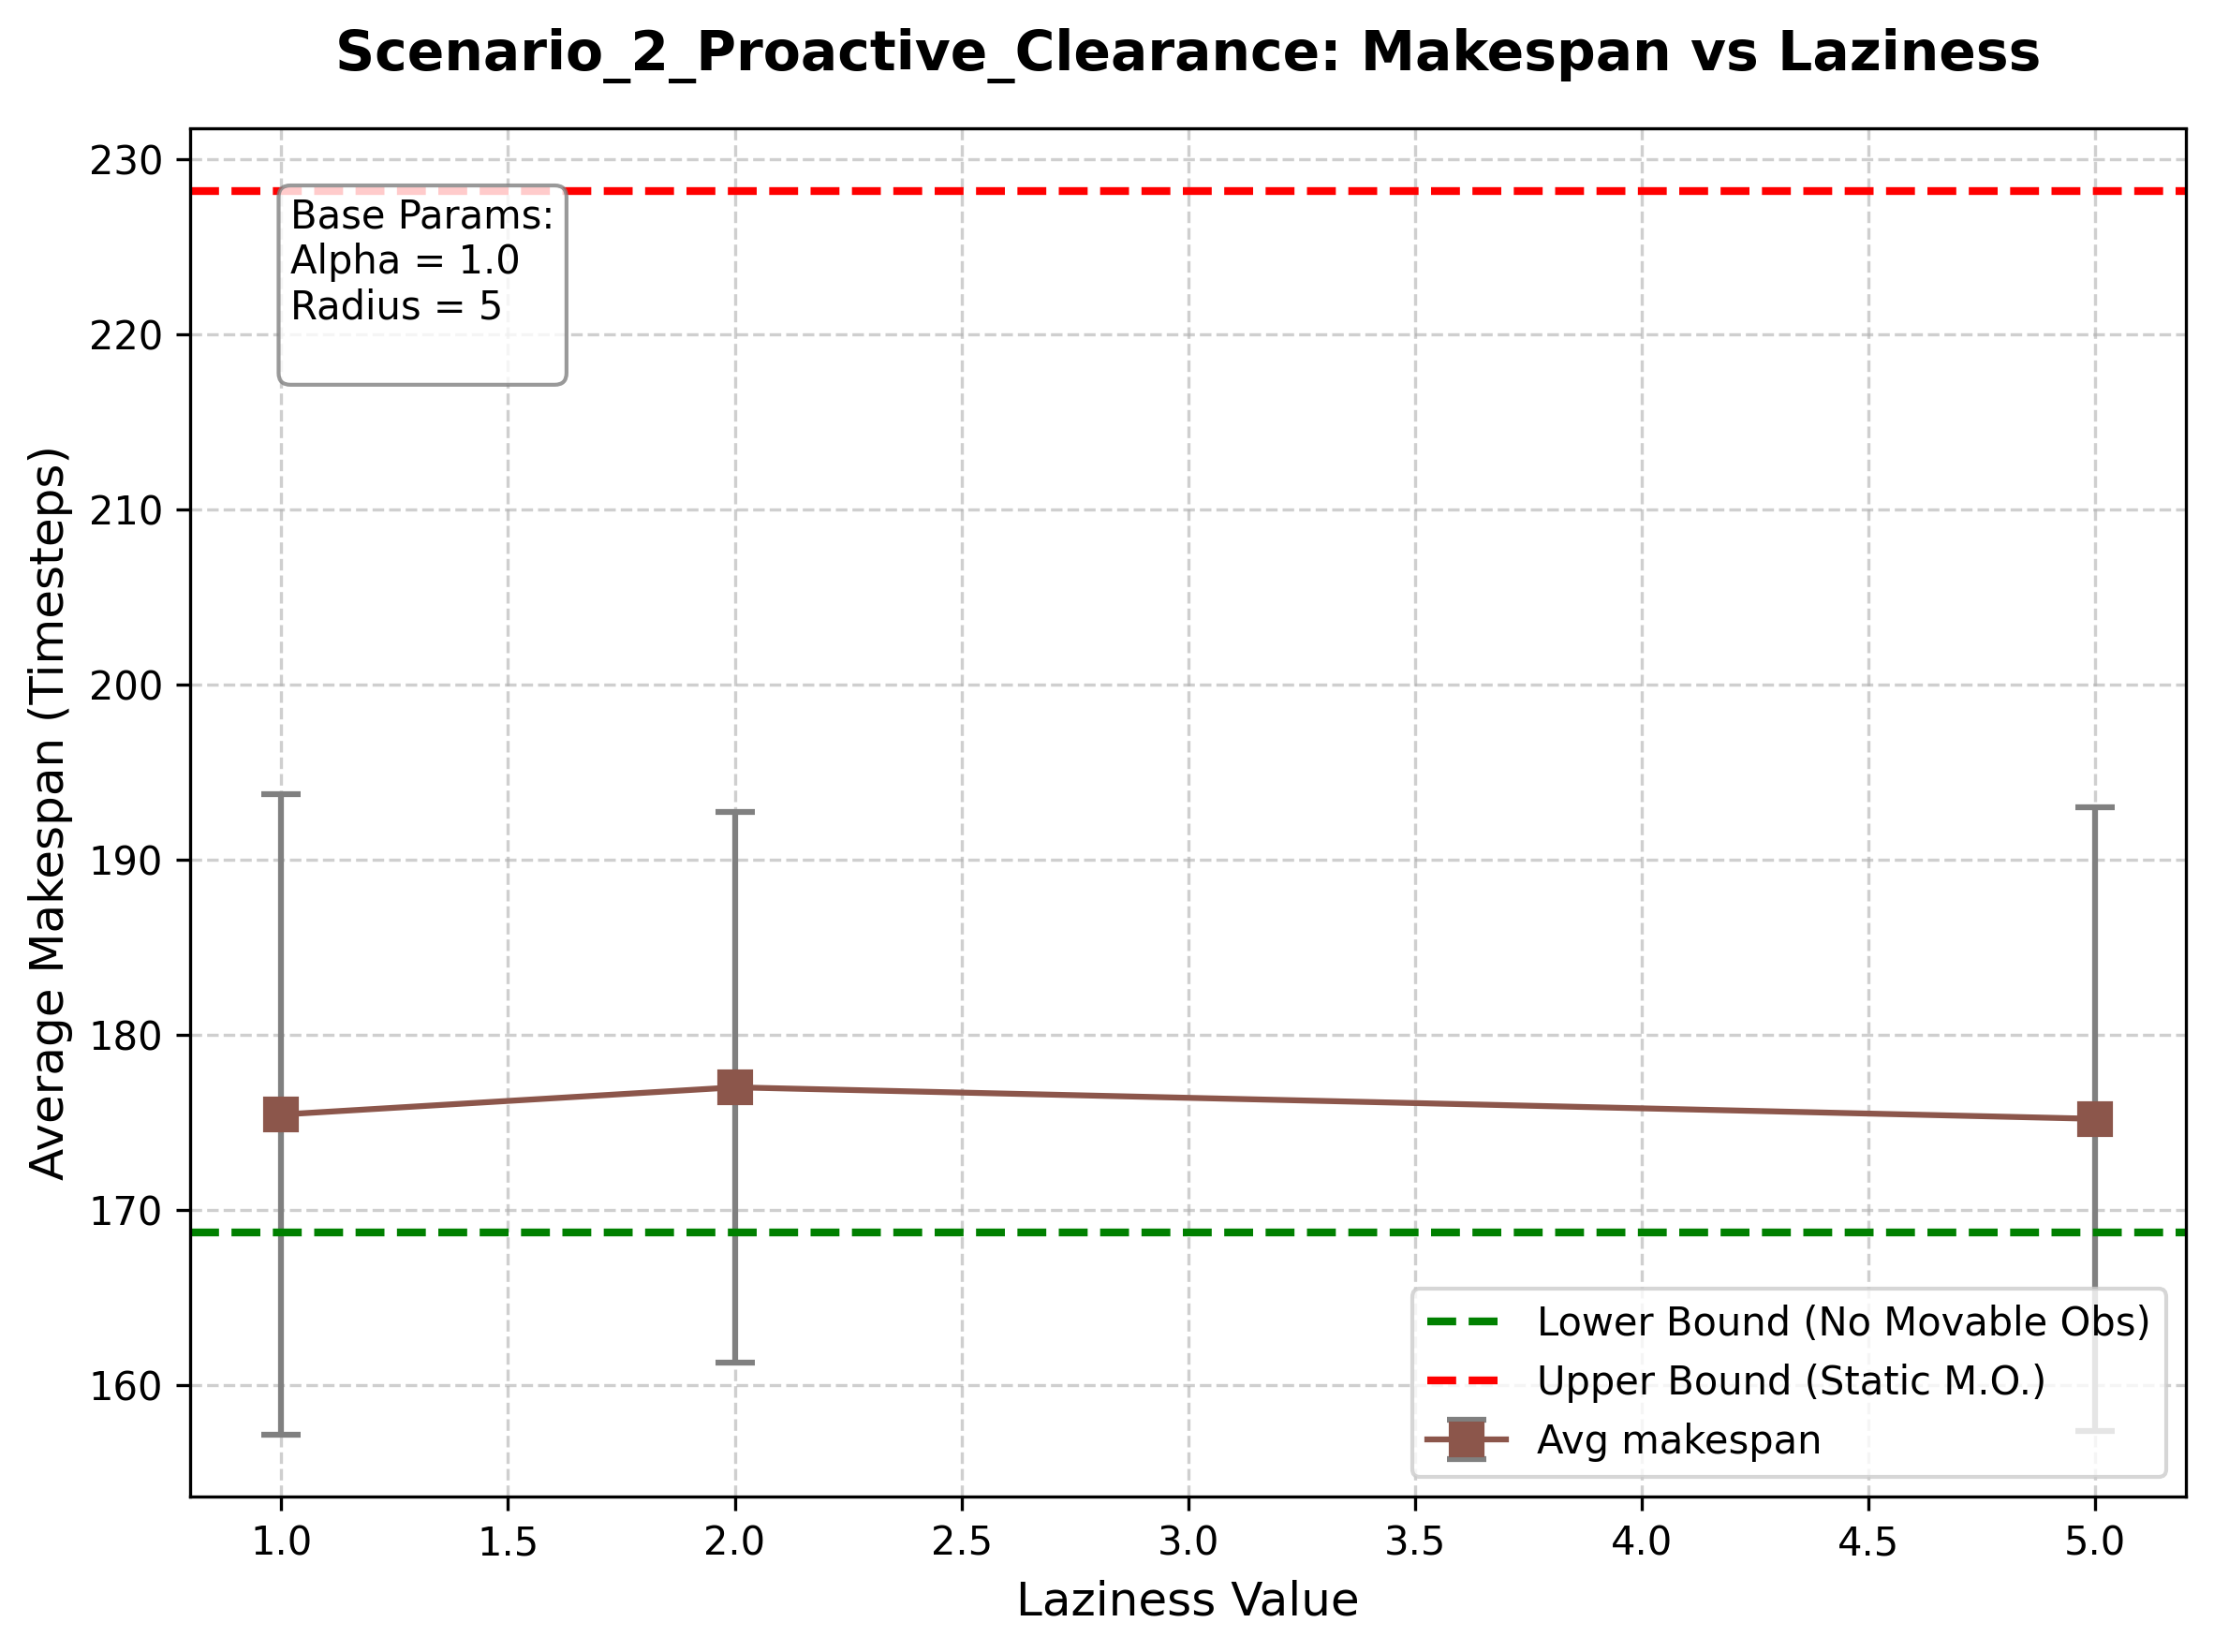 Scenario_2_Proactive_Clearance: Makespan vs Laziness
Average Makespan (Timesteps)
230
220
210
200
190
180
170
160
Base Params:
Alpha = 1.0
Radius = 5
Lower Bound (No Movable Obs)
Upper Bound (Static M.O.)
Avg makespan
1.0 1.5 2.0 2.5 3.0 3.5 4.0 4.5 5.0
Laziness Value